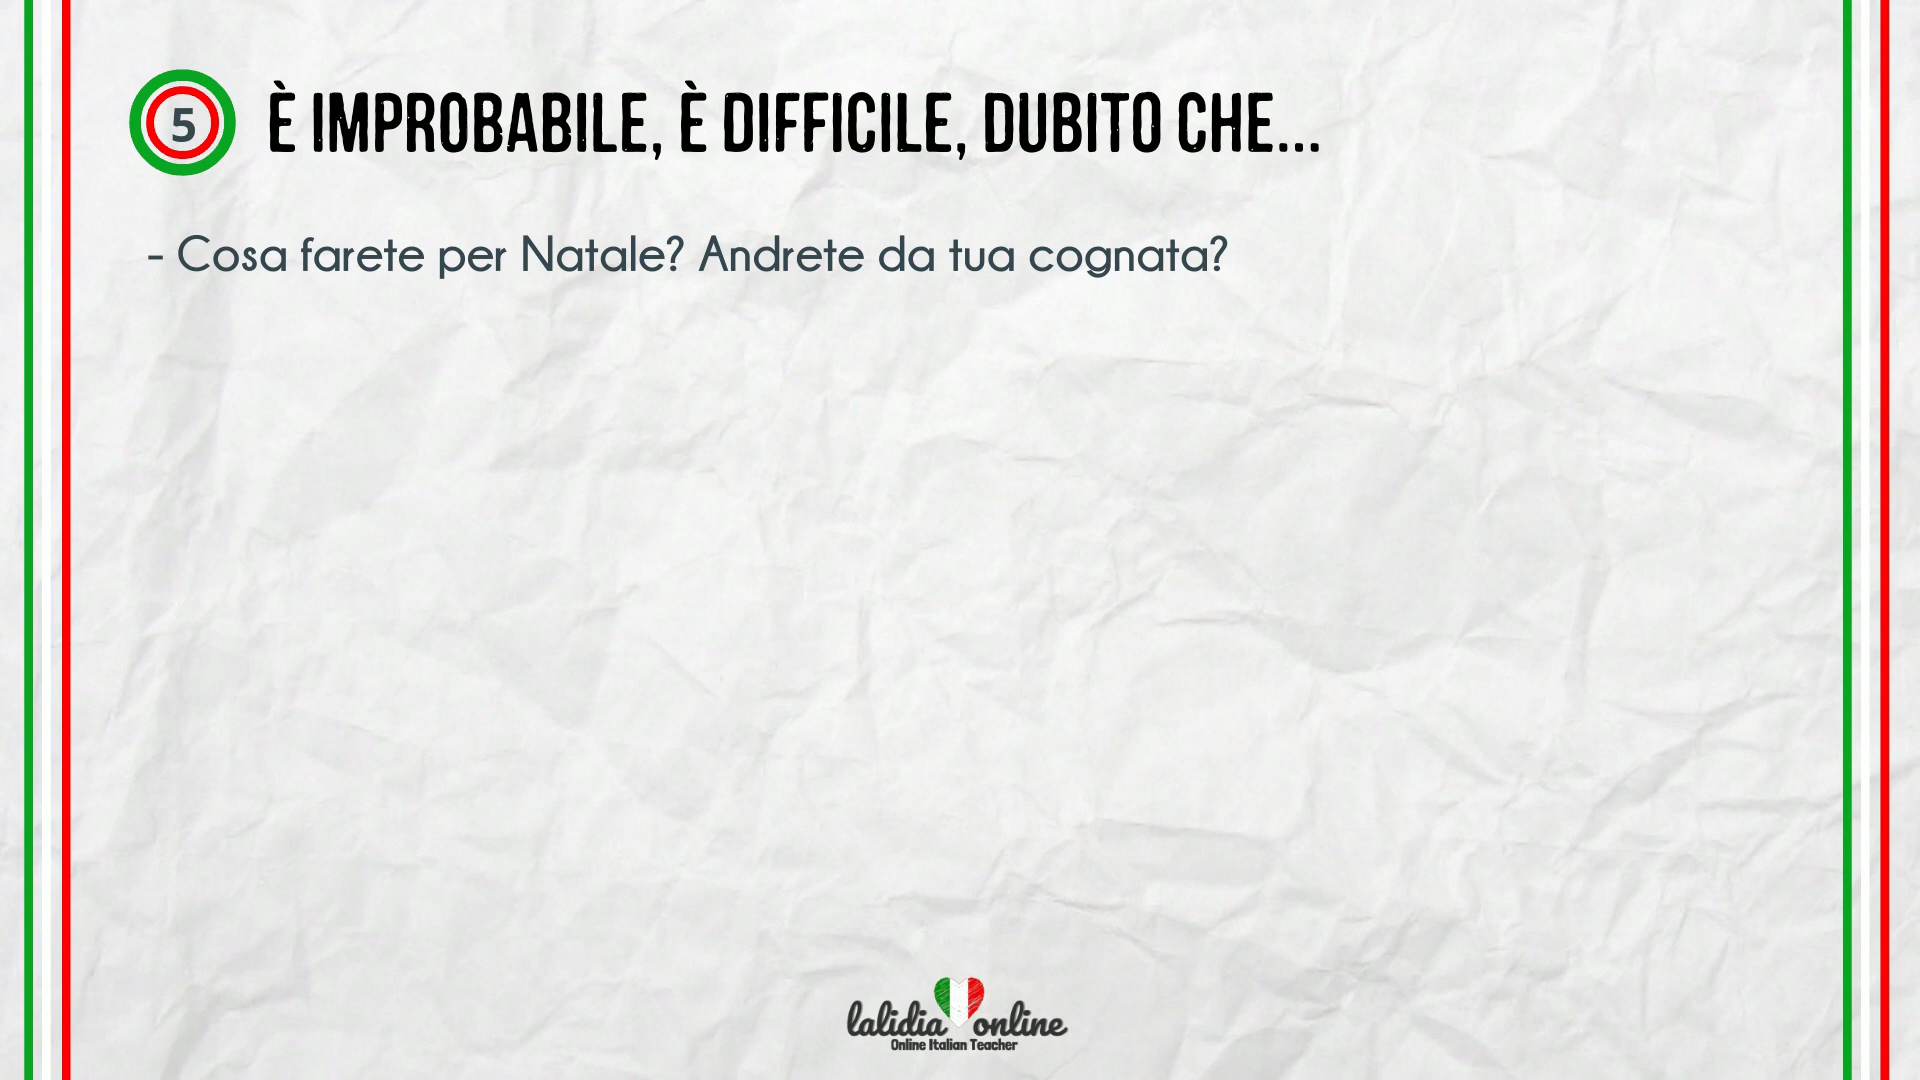 5
È IMPROBABILE, È DIFFICILE, DUBITO CHE...
- Cosa farete per Natale? Andrete da tua cognata?
lalidia online
Online Italian Teacher